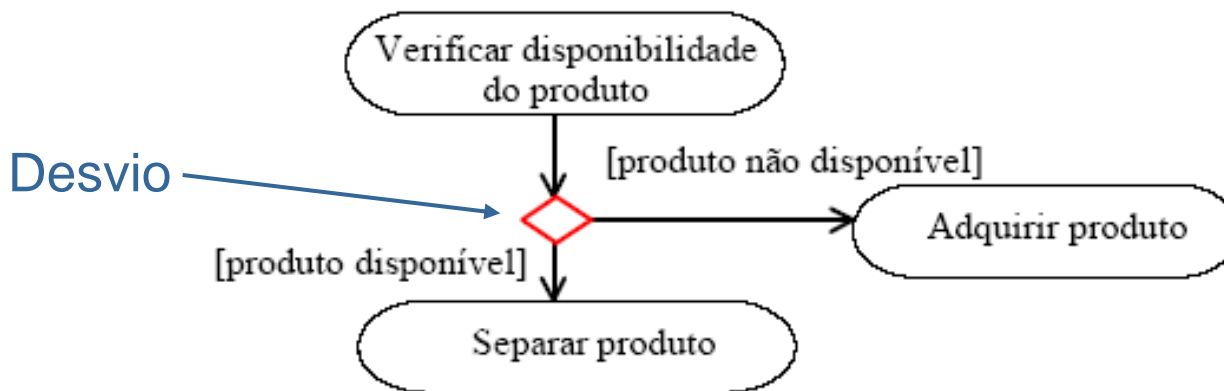 Verificar disponibilidade
do produto
Desvio
[produto não disponível]
Adquirir produto
[produto disponível]
Separar produto